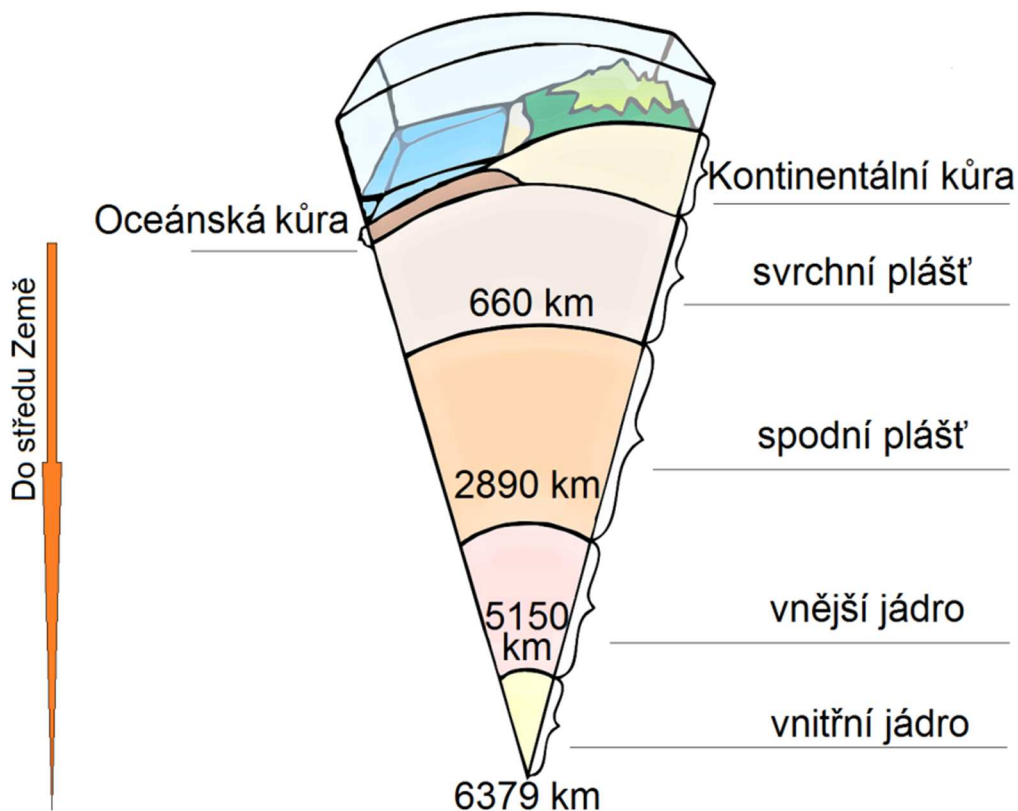 Kontinentální kůra
Oceánská kůra
svrchní plášť
660 km
Do středu Země
spodní plášť
2890 km
vnější jádro
5150
km
vnitřní jádro
6379 km